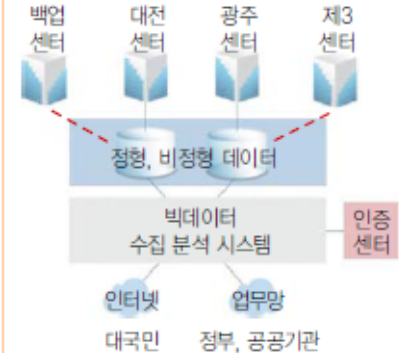 백업 센터
대전 센터
광주 센터
제3 센터
정형, 비정형 데이터
빅데이터
수집 분석 시스템
인증 센터
인터넷
업무망
대국민
정부, 공공기관